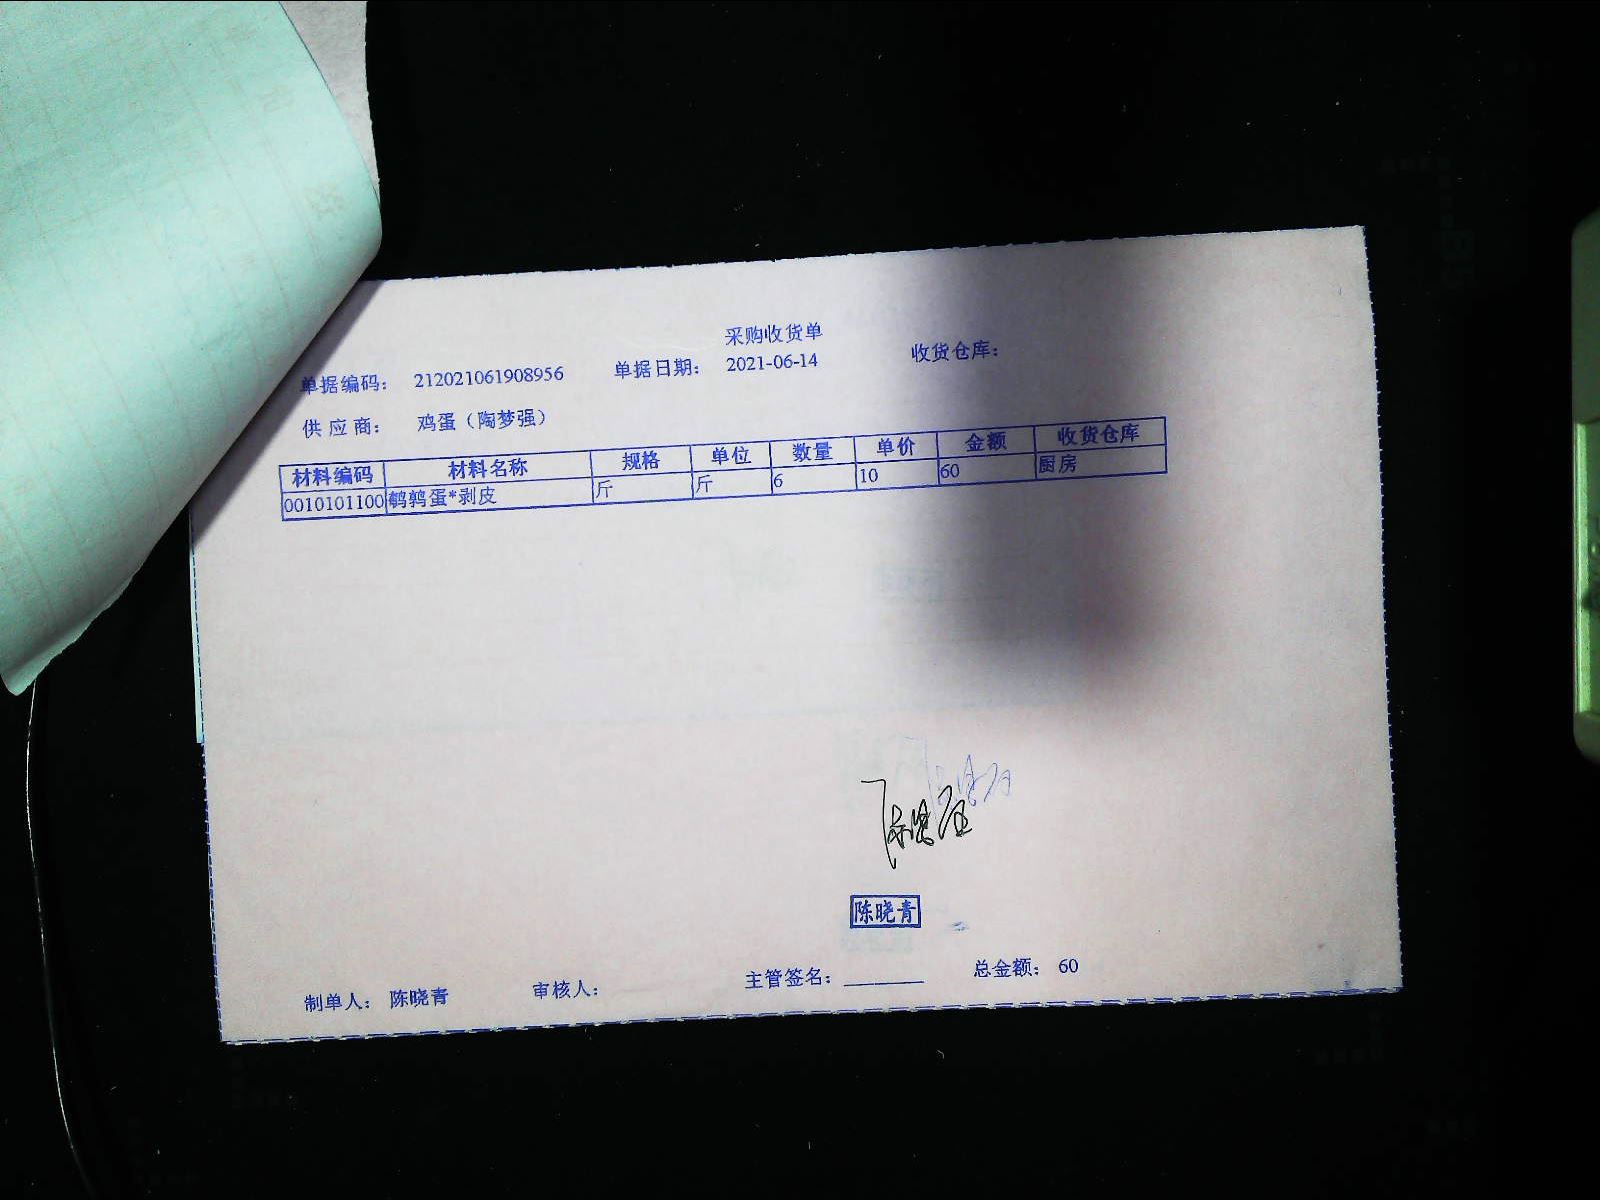 采购收货单
单据编码： 212021061908956 单据日期： 2021-06-14 收货仓库：
供应商： 鸡蛋（陶梦强）
材料编码 材料名称 规格 单位 数量 单价 金额 收货仓库
0010101100 鹌鹑蛋*剥皮 斤 斤 6 10 60 厨房
陈晓青
陈晓青
制单人： 陈晓青 审核人： 主管签名：________ 总金额： 60